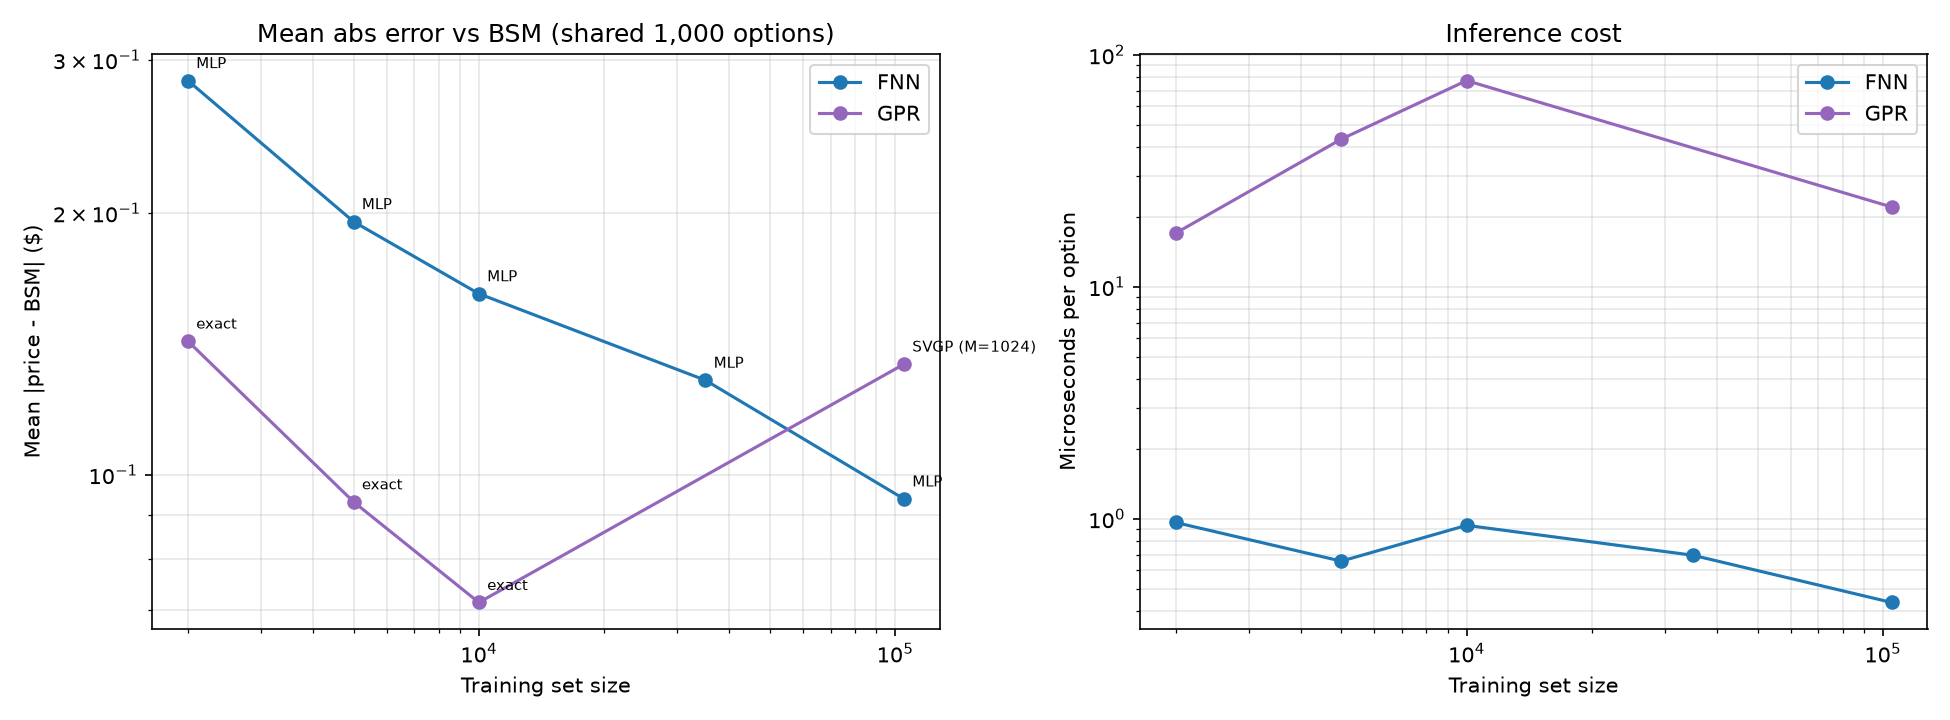 Mean abs error vs BSM (shared 1,000 options)
Mean |price - BSM| ($)
3 × 10⁻¹
2 × 10⁻¹
10⁻¹
MLP
MLP
MLP
MLP
MLP
exact
exact
exact
SVGP (M=1024)
FNN
GPR
10⁴
10⁵
Training set size
Inference cost
Microseconds per option
10²
10¹
10⁰
FNN
GPR
10⁴
10⁵
Training set size